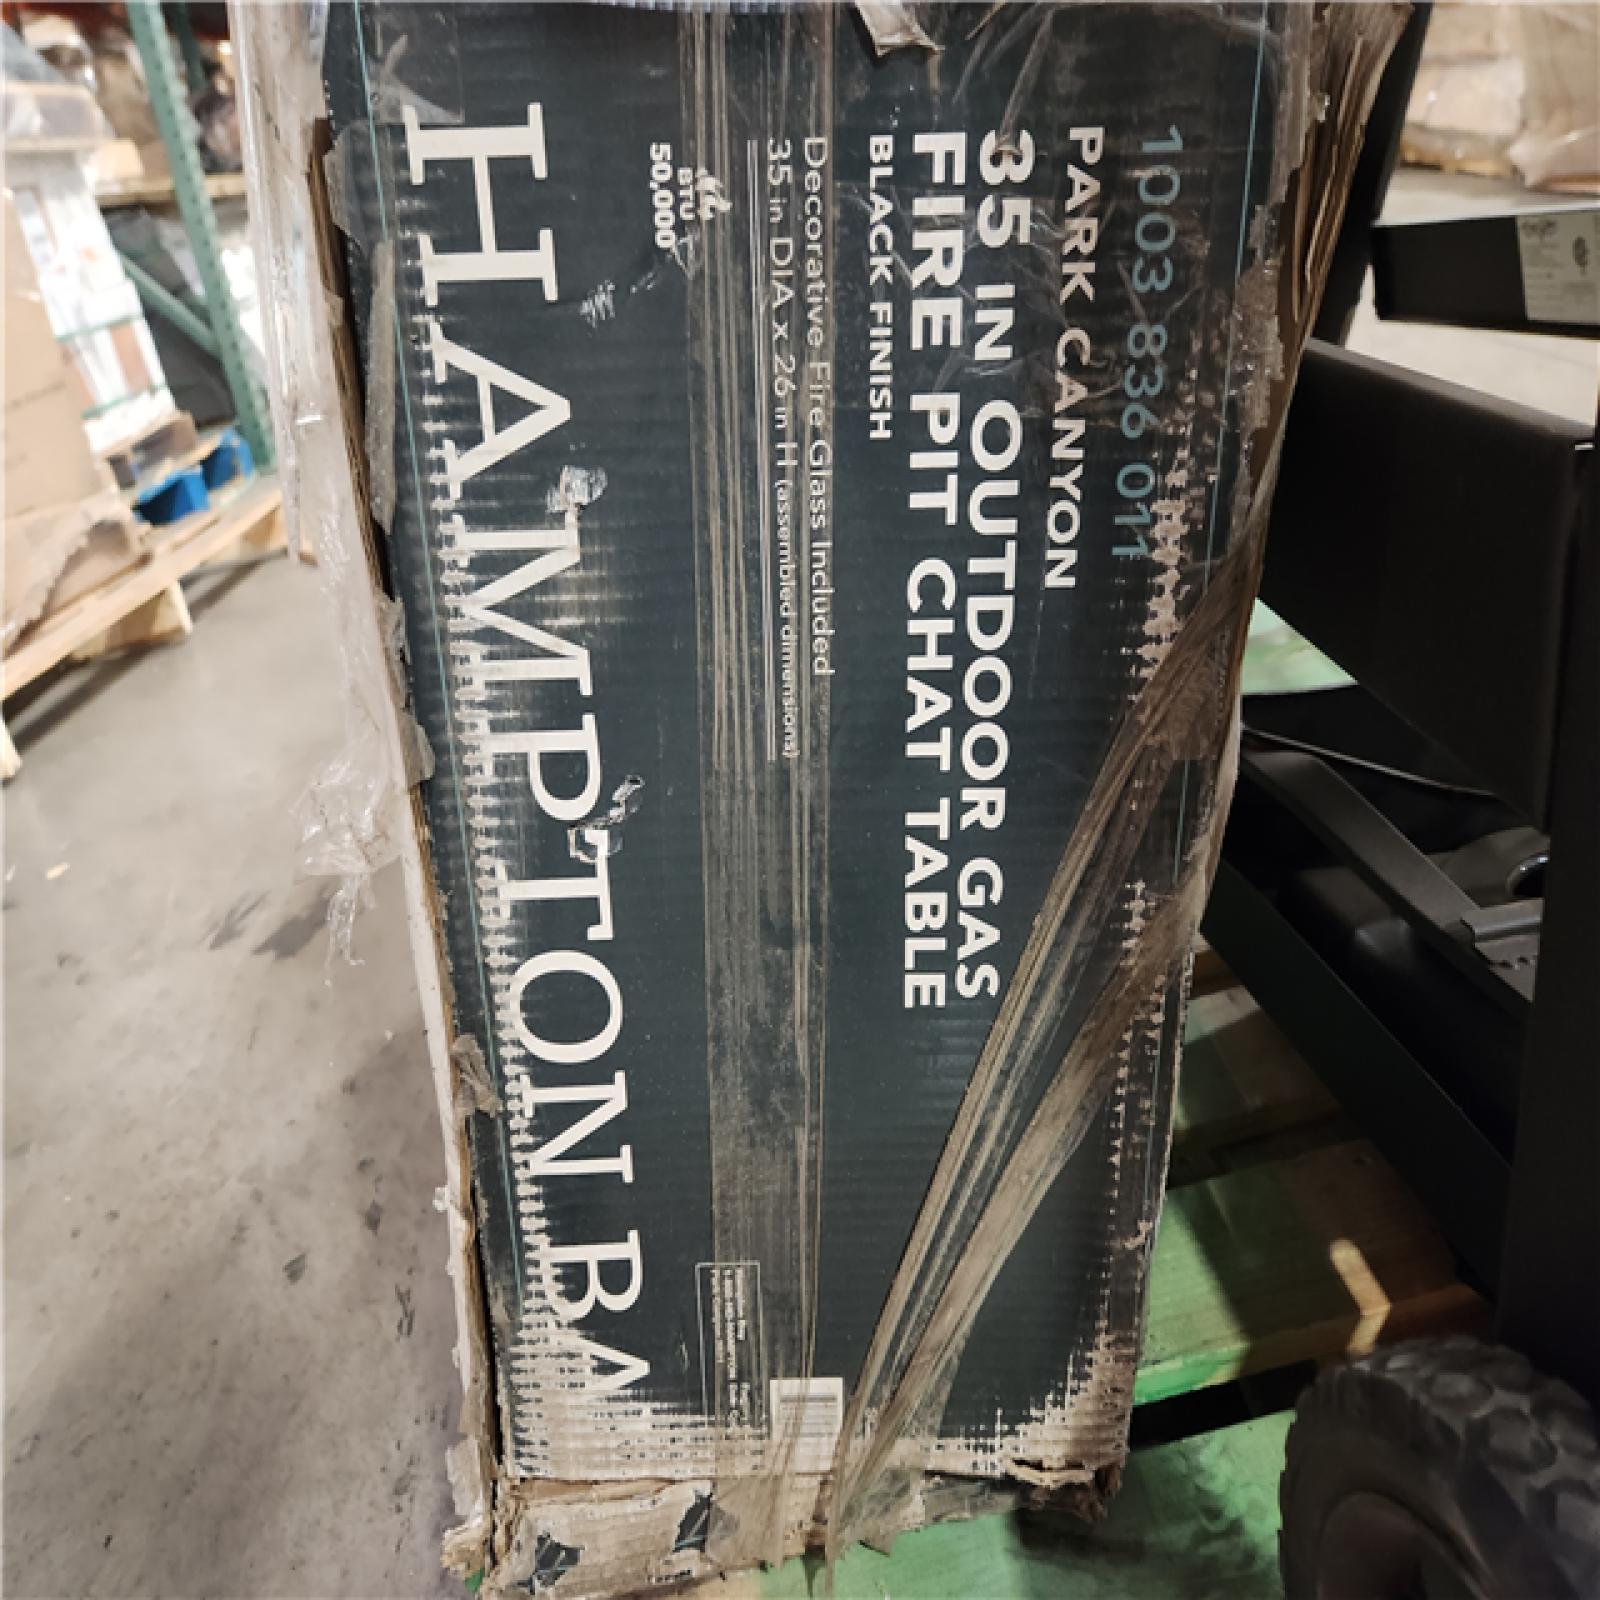 1003 836 011
PARK CANYON
35 IN OUTDOOR GAS
FIRE PIT CHAT TABLE
BLACK FINISH
Decorative Fire Glass Included
35 in DIA x 26 in H (assembled dimensions)
BTU
50,000
HAMPTON BA